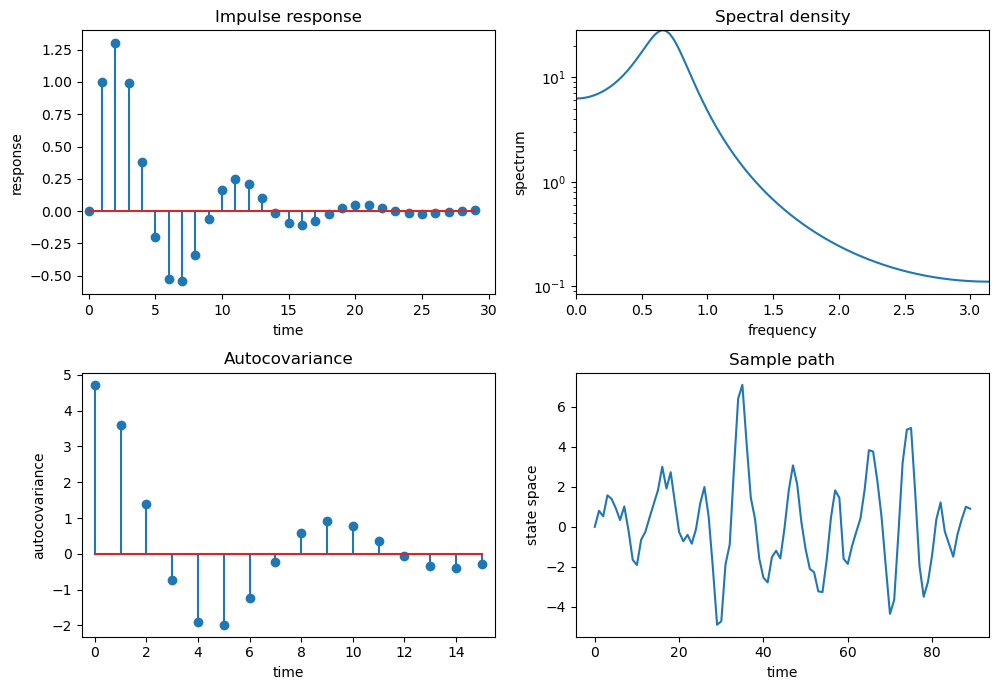 Impulse response
1.25
1.00
0.75
0.50
0.25
0.00
−0.25
−0.50
response
0 5 10 15 20 25 30
time
Spectral density
10¹
10⁰
10⁻¹
spectrum
0.0 0.5 1.0 1.5 2.0 2.5 3.0
frequency
Autocovariance
5
4
3
2
1
0
−1
−2
autocovariance
0 2 4 6 8 10 12 14
time
Sample path
6
4
2
0
−2
−4
state space
0 20 40 60 80
time